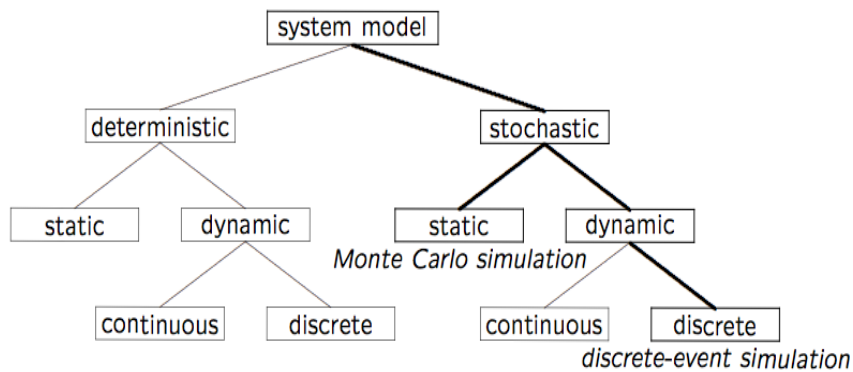 system model
deterministic
stochastic
static
dynamic
static
dynamic
Monte Carlo simulation
continuous
discrete
continuous
discrete
discrete-event simulation